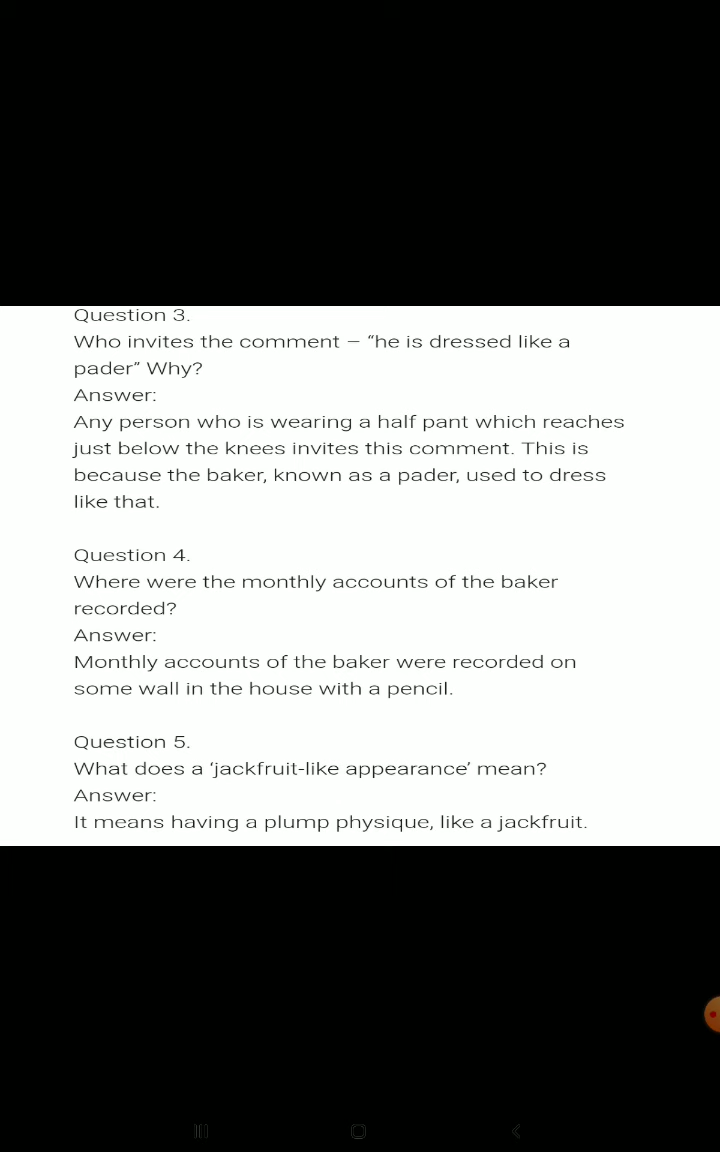 Question 3.
Who invites the comment – “he is dressed like a
pader” Why?
Answer:
Any person who is wearing a half pant which reaches
just below the knees invites this comment. This is
because the baker, known as a pader, used to dress
like that.
Question 4.
Where were the monthly accounts of the baker
recorded?
Answer:
Monthly accounts of the baker were recorded on
some wall in the house with a pencil.
Question 5.
What does a ‘jackfruit-like appearance’ mean?
Answer:
It means having a plump physique, like a jackfruit.